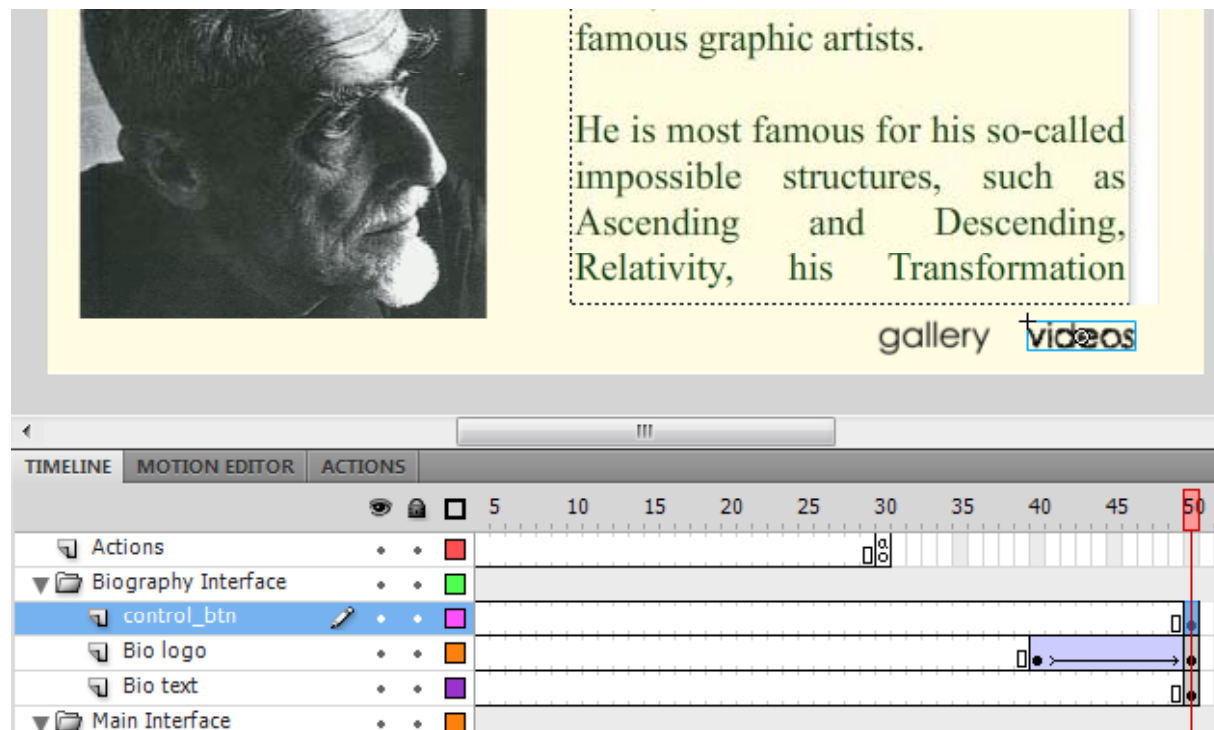 famous graphic artists.
He is most famous for his so-called
impossible structures, such as
Ascending and Descending,
Relativity, his Transformation
gallery videos
TIMELINE MOTION EDITOR ACTIONS
5 10 15 20 25 30 35 40 45 50
Actions
a
Biography Interface
control_btn
Bio logo
Bio text
Main Interface